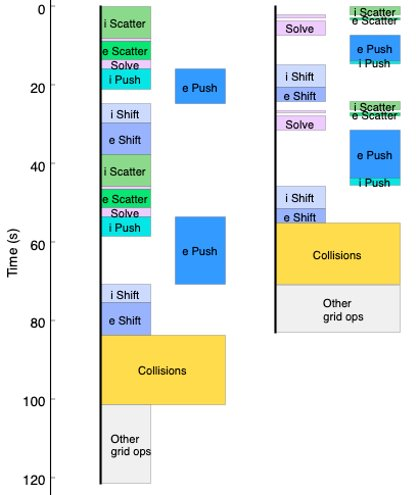 Time (s)
0
20
40
60
80
100
120
i Scatter
e Scatter
Solve
i Push
e Push
i Shift
e Shift
i Scatter
e Scatter
Solve
i Push
e Push
i Shift
e Shift
Collisions
Other
grid ops
i Scatter
e Scatter
Solve
e Push
i Push
i Shift
e Shift
i Scatter
e Scatter
Solve
e Push
i Push
i Shift
e Shift
Collisions
Other
grid ops